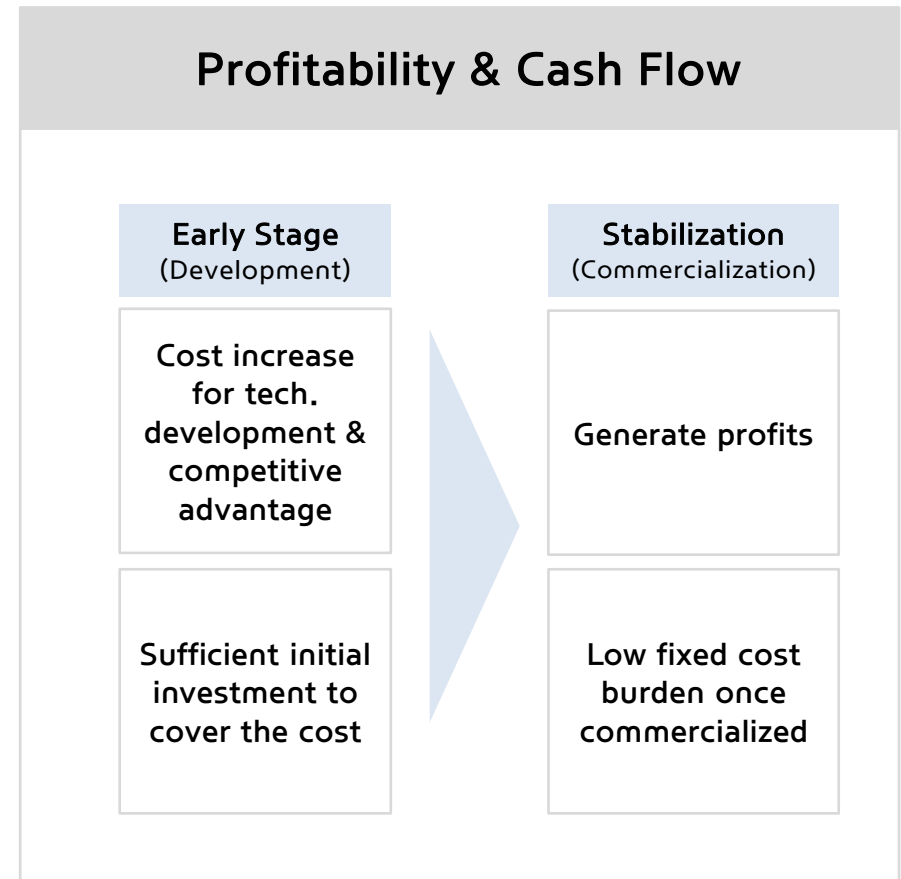 Profitability & Cash Flow
Early Stage
(Development)
Cost increase
for tech.
development &
competitive
advantage
Sufficient initial
investment to
cover the cost
Stabilization
(Commercialization)
Generate profits
Low fixed cost
burden once
commercialized